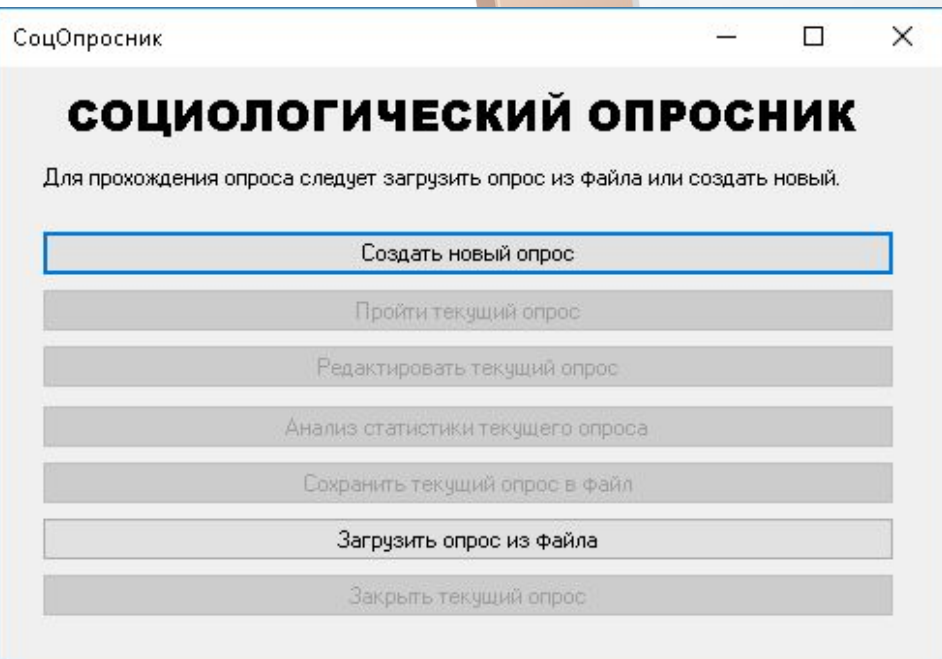 СоцОпросник
СОЦИОЛОГИЧЕСКИЙ ОПРОСНИК
Для прохождения опроса следует загрузить опрос из файла или создать новый.
Создать новый опрос
Пройти текущий опрос
Редактировать текущий опрос
Анализ статистики текущего опроса
Сохранить текущий опрос в файл
Загрузить опрос из файла
Закрыть текущий опрос